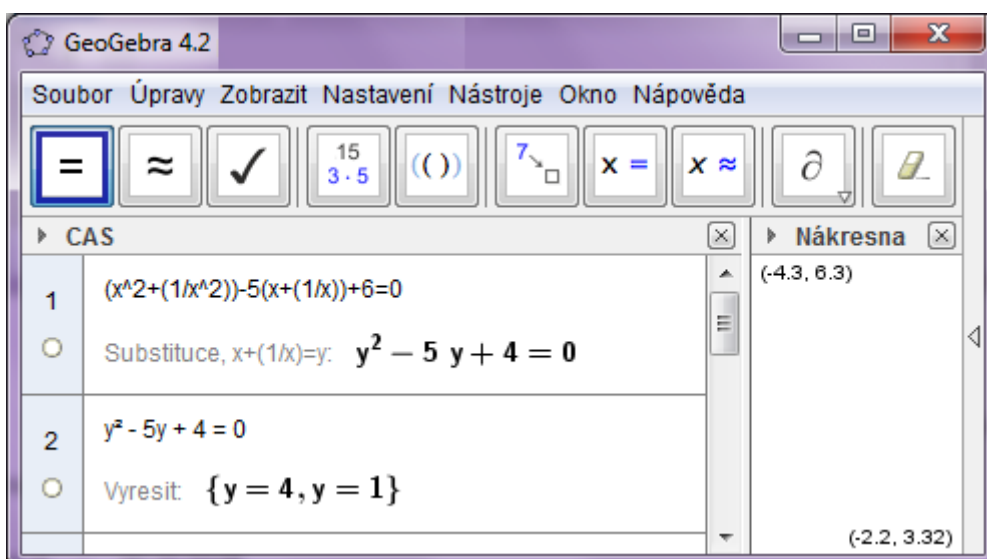 GeoGebra 4.2
Soubor Úpravy Zobrazit Nastavení Nástroje Okno Nápověda
= ≈ ✓ 15 (( )) 7 x = x ≈ ∂
3 · 5
CAS Nákresna
1 (x^2+(1/x^2))-5(x+(1/x))+6=0 (-4.3, 6.3)
Substituce, x+(1/x)=y: y² − 5 y + 4 = 0
2 y² - 5y + 4 = 0
Vyresit: {y = 4, y = 1}
(-2.2, 3.32)